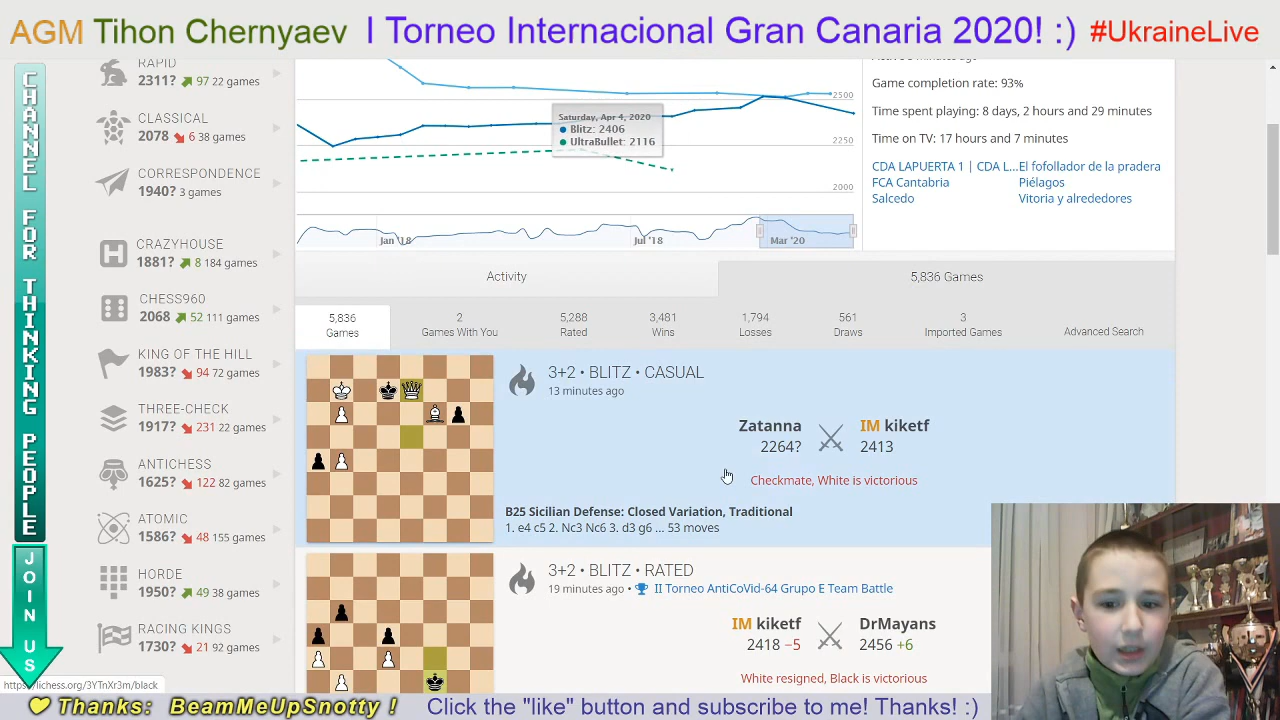 AGM Tihon Chernyaev I Torneo Internacional Gran Canaria 2020! :) #UkraineLive
CHANNEL FOR THINKING PEOPLE
JOIN US
RAPID
2311? 97 22 games
CLASSICAL
2078 6 38 games
CORRESPONDENCE
1940? 3 games
CRAZYHOUSE
1881? 8 184 games
CHESS960
2068 52 111 games
KING OF THE HILL
1983? 94 72 games
THREE-CHECK
1917? 231 22 games
ANTICHESS
1625? 122 82 games
ATOMIC
1586? 48 155 games
HORDE
1950? 49 38 games
RACING KINGS
1730? 21 92 games
https://lichess.org/3YTnXr3m/black
2500
2250
2000
Saturday, Apr 4, 2020
Blitz: 2406
UltraBullet: 2116
Jan '18
Jul '18
Mar '20
Game completion rate: 93%
Time spent playing: 8 days, 2 hours and 29 minutes
Time on TV: 17 hours and 7 minutes
CDA LAPUERTA 1 | CDA L... El fofollador de la pradera
FCA Cantabria Piélagos
Salcedo Vitoria y alrededores
Activity
5,836 Games
5,836 Games
2 Games With You
5,288 Rated
3,481 Wins
1,794 Losses
561 Draws
3 Imported Games
Advanced Search
3+2 • BLITZ • CASUAL
13 minutes ago
Zatanna IM kiketf
2264? 2413
Checkmate, White is victorious
B25 Sicilian Defense: Closed Variation, Traditional
1. e4 c5 2. Nc3 Nc6 3. d3 g6 ... 53 moves
3+2 • BLITZ • RATED
19 minutes ago • II Torneo AntiCoVid-64 Grupo E Team Battle
IM kiketf DrMayans
2418 −5 2456 +6
White resigned, Black is victorious
Thanks: BeamMeUpSnotty ! Click the "like" button and subscribe to me! Thanks! :)